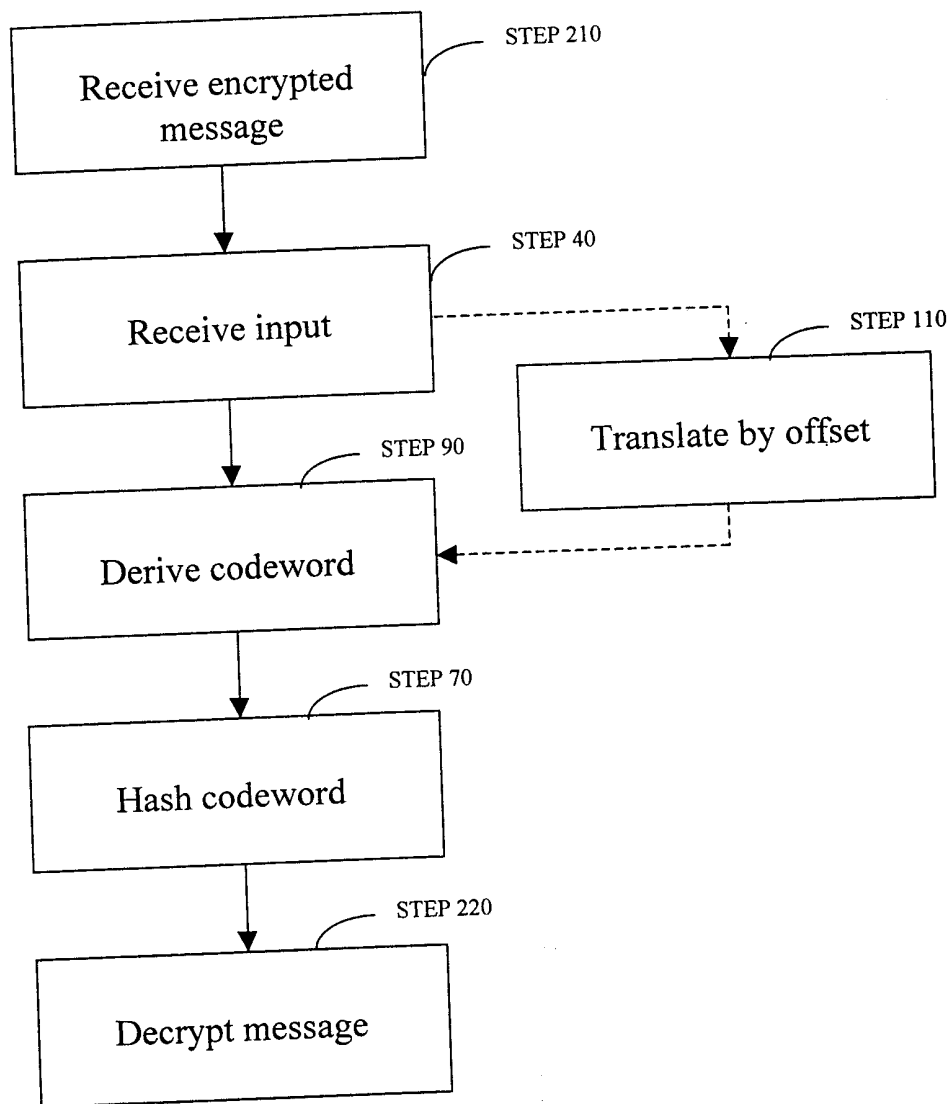 STEP 210
Receive encrypted
message
STEP 40
Receive input
STEP 110
Translate by offset
STEP 90
Derive codeword
STEP 70
Hash codeword
STEP 220
Decrypt message